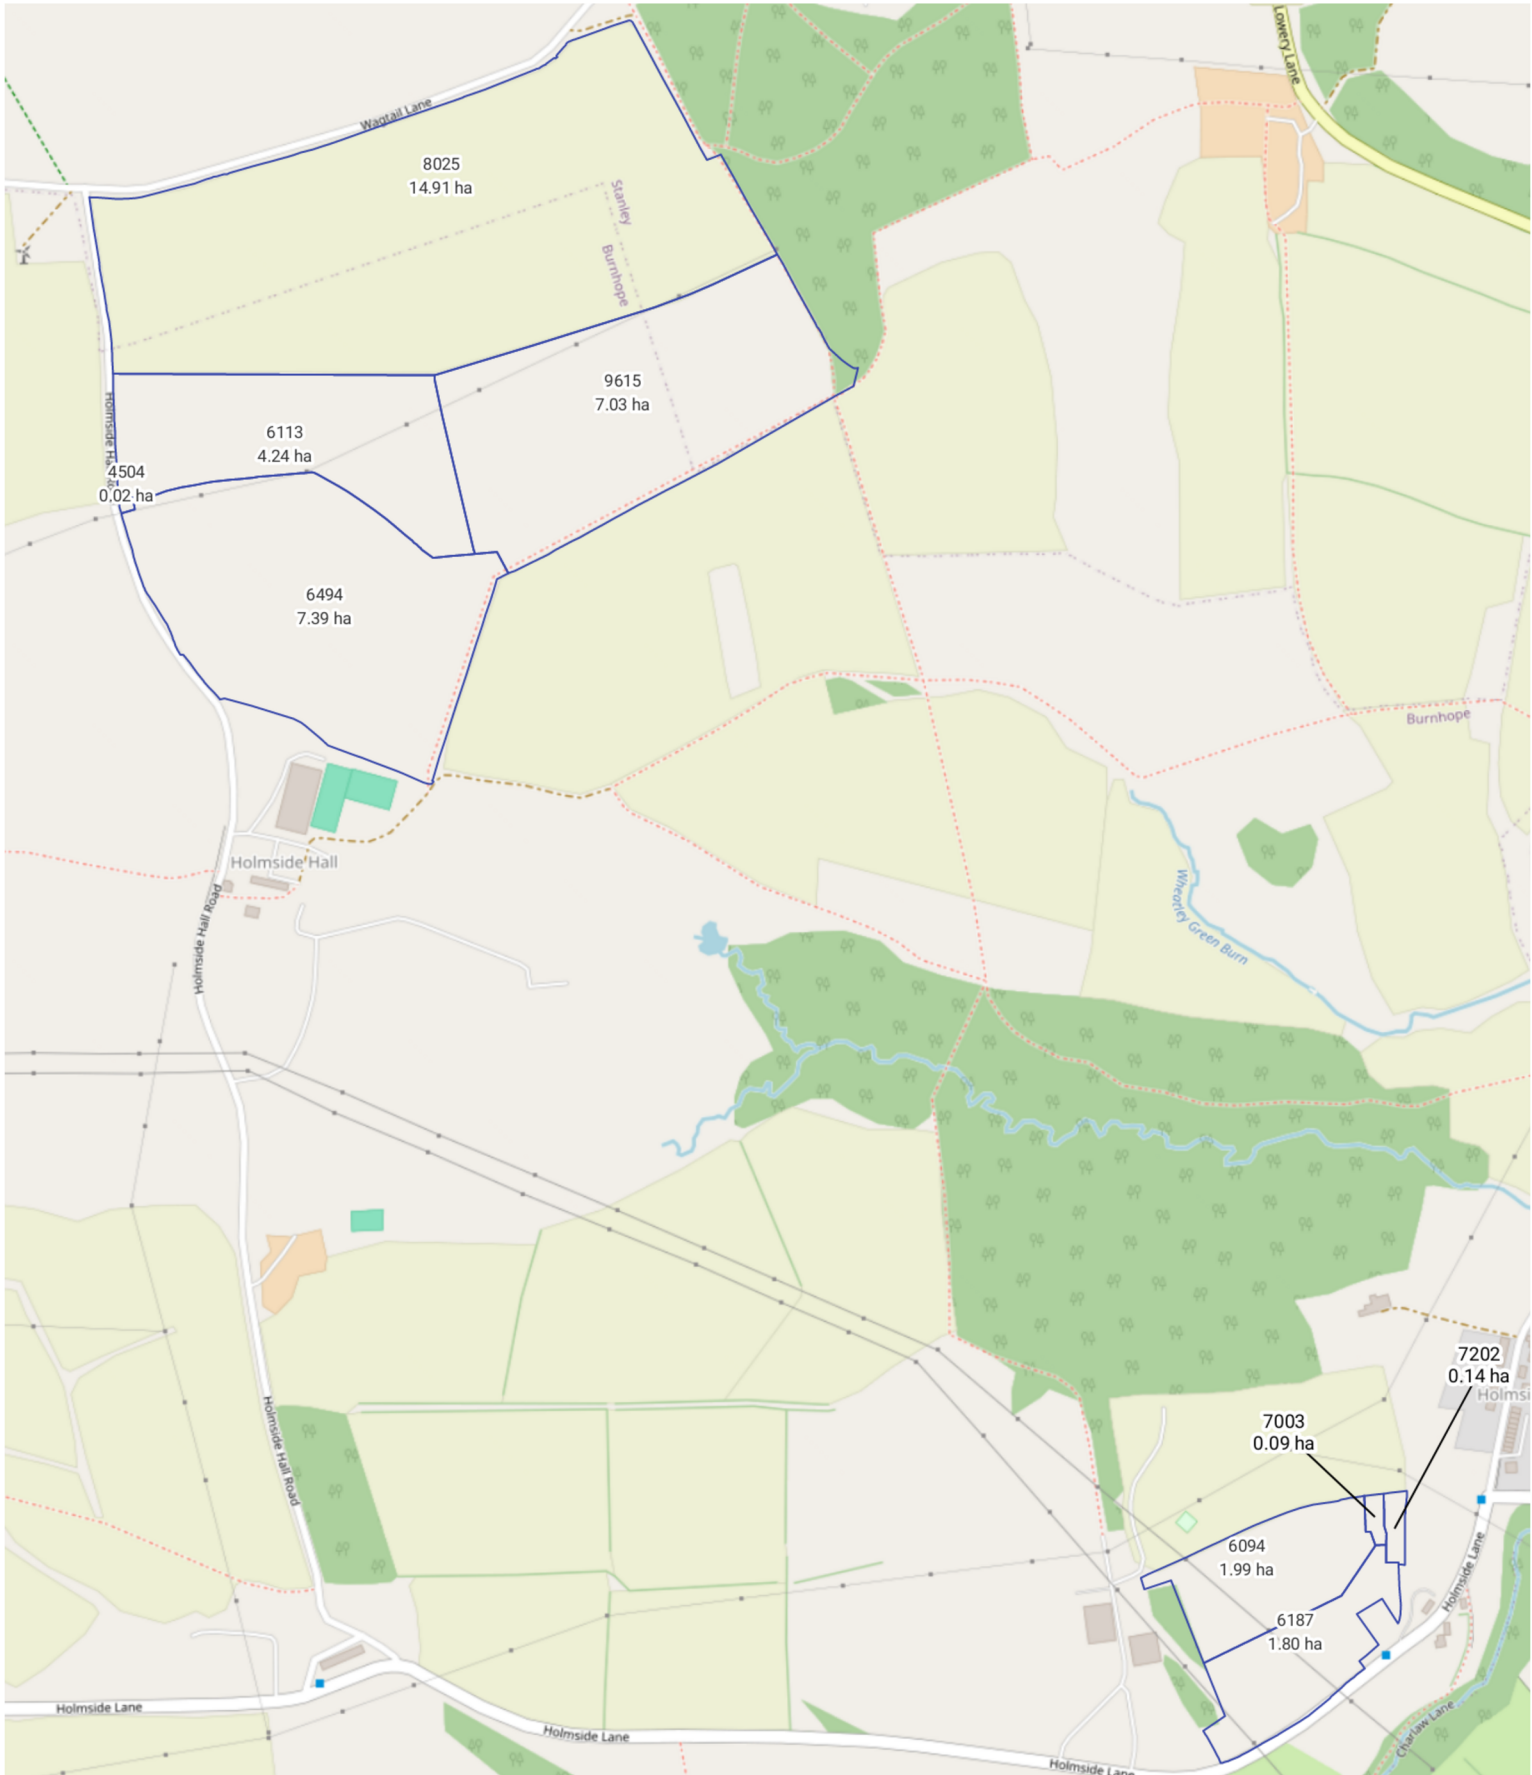 Lowery Lane
Wagtail Lane
8025
14.91 ha
Stanley
Burnhope
9615
7.03 ha
6113
4.24 ha
Holmside Ha
4504
0.02 ha
6494
7.39 ha
Burnhope
Holmside Hall
Wheatley Green Burn
Holmside Hall Road
7202
0.14 ha
Holmsi
7003
0.09 ha
Holmside Hall Road
6094
1.99 ha
Holmside Lane
6187
1.80 ha
Holmside Lane
Holmside Lane
Charlaw Lane
Holmside Lane